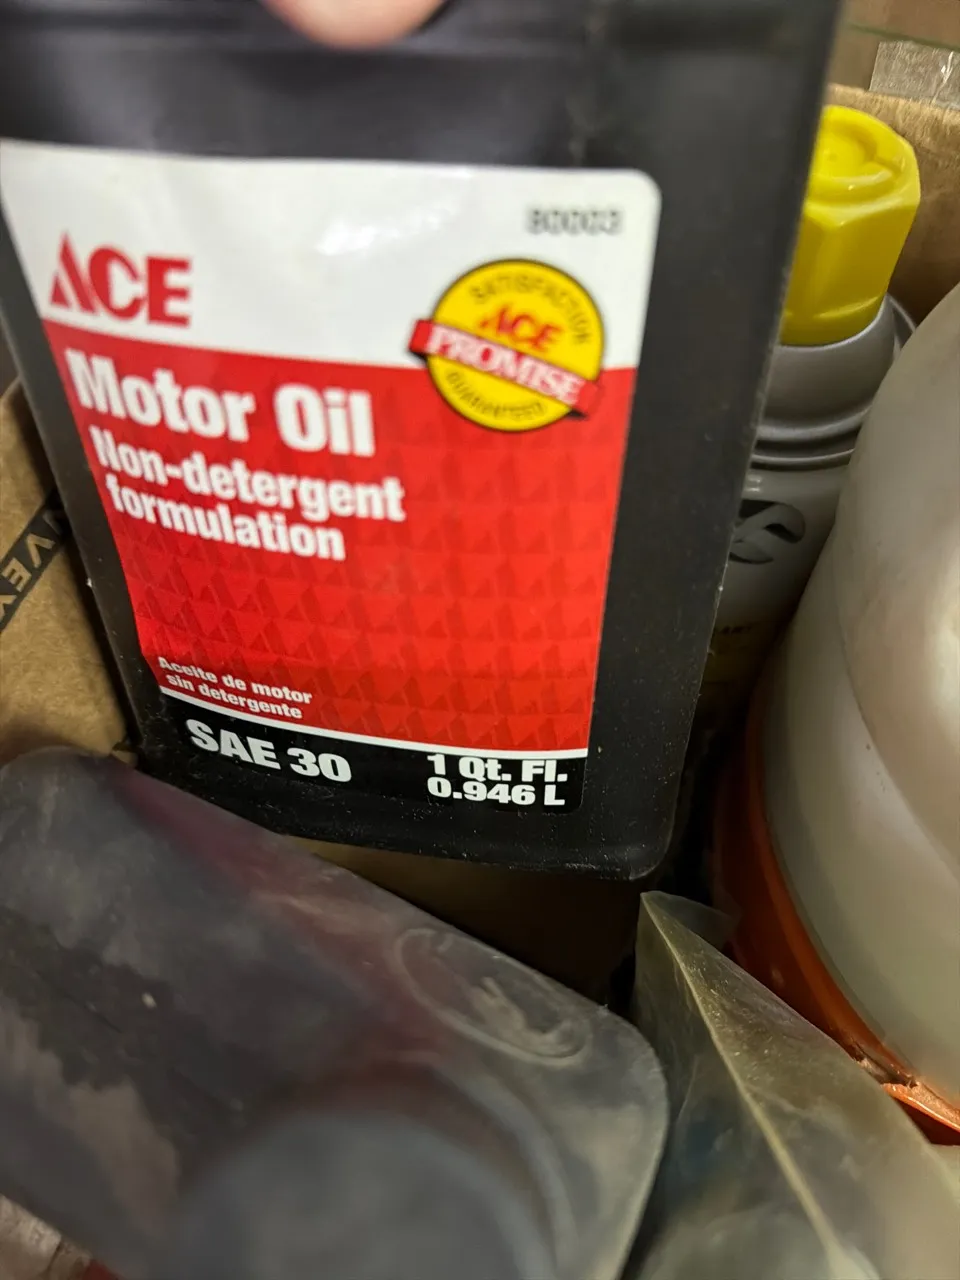 80003
ACE
SATISFACTION
ACE
PROMISE
GUARANTEED
Motor Oil
Non-detergent
formulation
Aceite de motor
sin detergente
SAE 30
1 Qt. Fl.
0.946 L